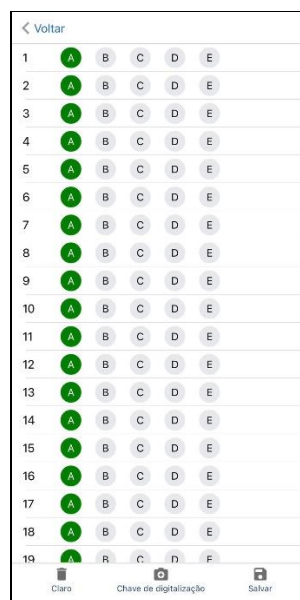 Voltar
1 A B C D E
2 A B C D E
3 A B C D E
4 A B C D E
5 A B C D E
6 A B C D E
7 A B C D E
8 A B C D E
9 A B C D E
10 A B C D E
11 A B C D E
12 A B C D E
13 A B C D E
14 A B C D E
15 A B C D E
16 A B C D E
17 A B C D E
18 A B C D E
19 A B C D E
Claro Chave de digitalização Salvar